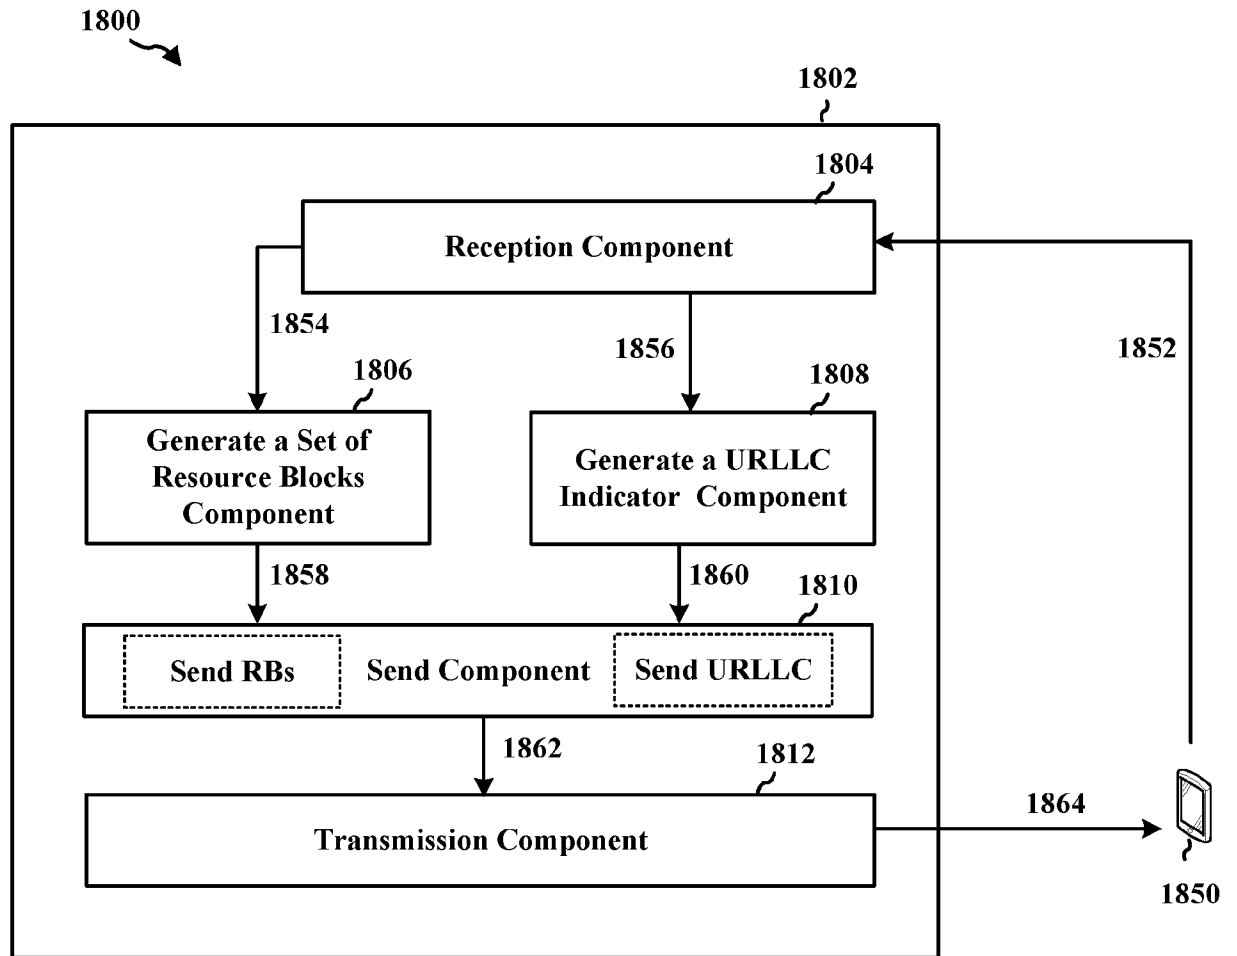 1800
1802
1804
Reception Component
1854
1856
1852
1806
1808
Generate a Set of
Resource Blocks
Component
Generate a URLLC
Indicator Component
1858
1860
1810
Send RBs
Send Component
Send URLLC
1862
1812
Transmission Component
1864
1850